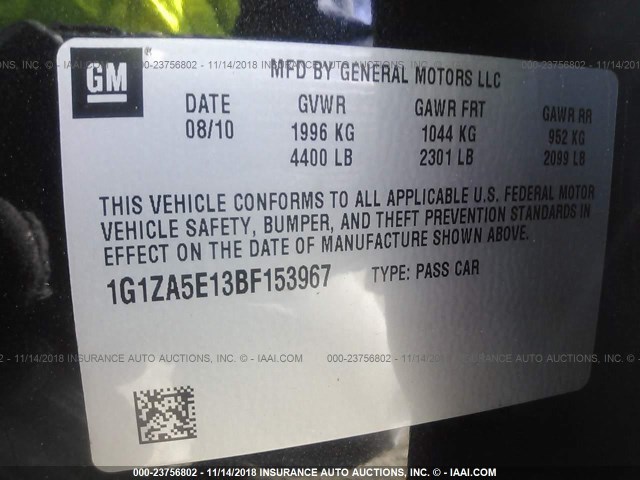 GM
MFD BY GENERAL MOTORS LLC
DATE GVWR GAWR FRT GAWR RR
08/10 1996 KG 1044 KG 952 KG
4400 LB 2301 LB 2099 LB
THIS VEHICLE CONFORMS TO ALL APPLICABLE U.S. FEDERAL MOTOR
VEHICLE SAFETY, BUMPER, AND THEFT PREVENTION STANDARDS IN
EFFECT ON THE DATE OF MANUFACTURE SHOWN ABOVE.
1G1ZA5E13BF153967 TYPE: PASS CAR
000-23756802 - 11/14/2018 INSURANCE AUTO AUCTIONS, INC. © - IAAI.COM